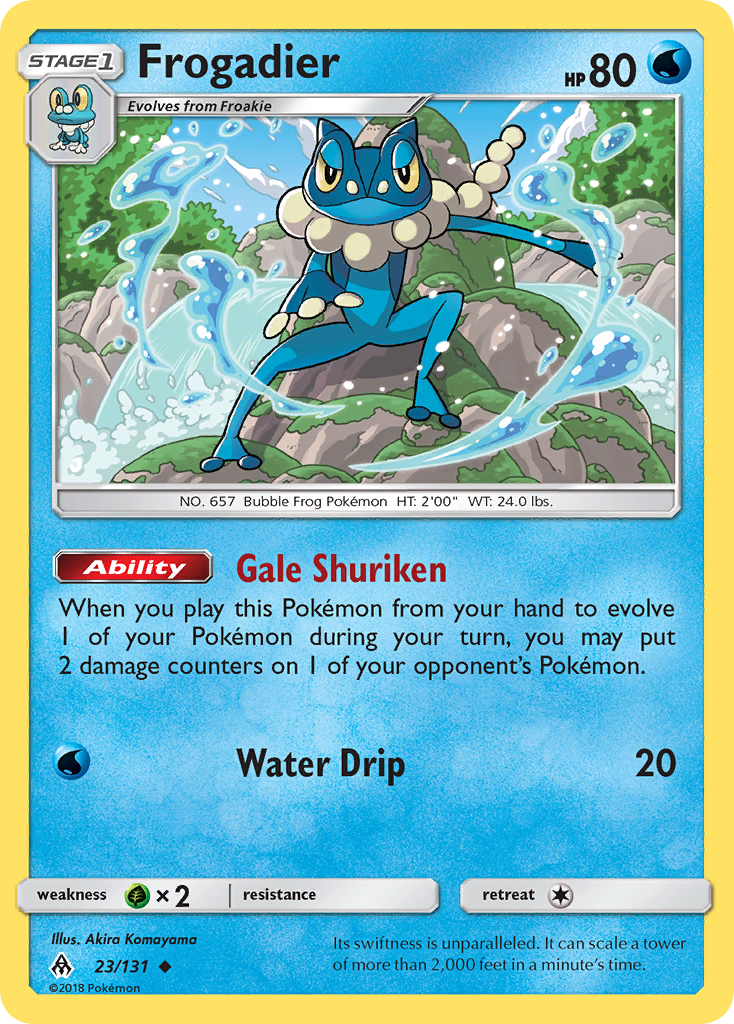 STAGE1
Frogadier
HP80
Evolves from Froakie
NO. 657 Bubble Frog Pokémon HT: 2'00" WT: 24.0 lbs.
Ability
Gale Shuriken
When you play this Pokémon from your hand to evolve
1 of your Pokémon during your turn, you may put
2 damage counters on 1 of your opponent's Pokémon.
Water Drip 20
weakness ×2
resistance
retreat
Illus. Akira Komayama
23/131
©2018 Pokémon
Its swiftness is unparalleled. It can scale a tower
of more than 2,000 feet in a minute's time.